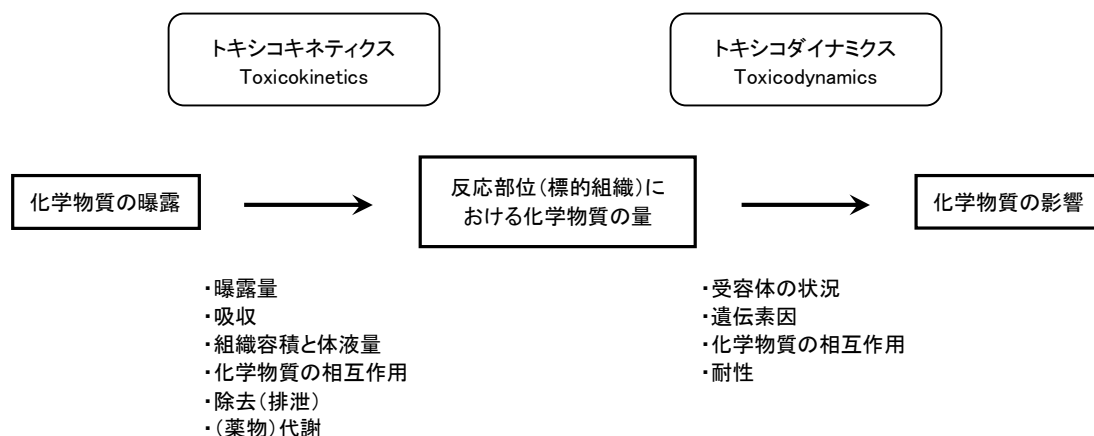 トキシコキネティクス
Toxicokinetics
トキシコダイナミクス
Toxicodynamics
化学物質の曝露
反応部位(標的組織)に
おける化学物質の量
化学物質の影響
・曝露量
・吸収
・組織容積と体液量
・化学物質の相互作用
・除去(排泄)
・(薬物)代謝
・受容体の状況
・遺伝素因
・化学物質の相互作用
・耐性